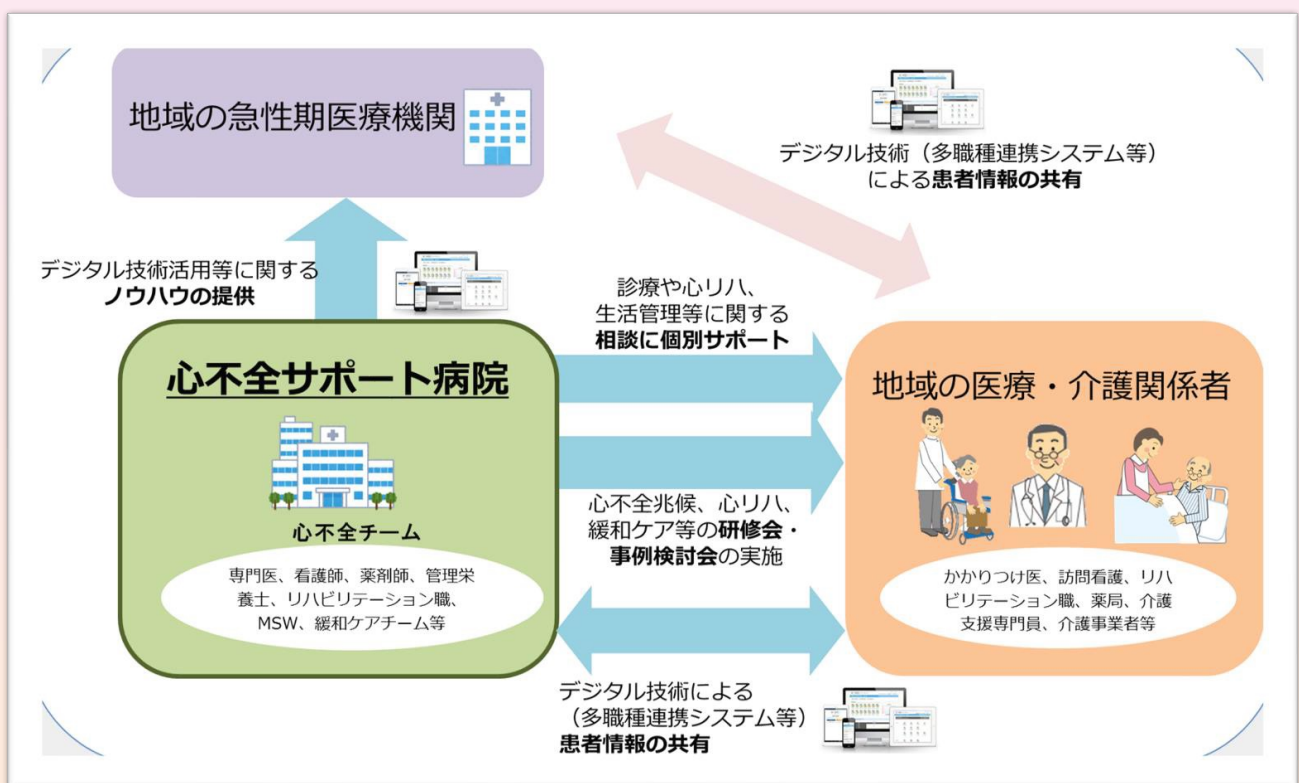 地域の急性期医療機関
デジタル技術（多職種連携システム等）
による患者情報の共有
デジタル技術活用等に関する
ノウハウの提供
診療や心リハ、
生活管理等に関する
相談に個別サポート
心不全サポート病院
心不全チーム
専門医、看護師、薬剤師、管理栄
養士、リハビリテーション職、
MSW、緩和ケアチーム等
心不全兆候、心リハ、
緩和ケア等の研修会・
事例検討会の実施
地域の医療・介護関係者
かかりつけ医、訪問看護、リハ
ビリテーション職、薬局、介護
支援専門員、介護事業者等
デジタル技術による
（多職種連携システム等）
患者情報の共有